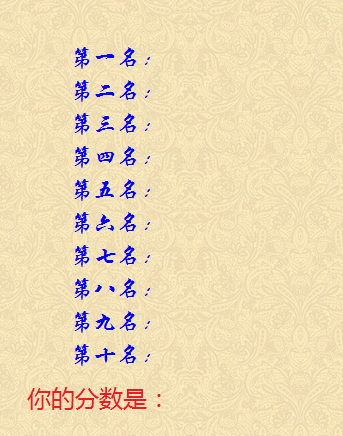 第一名：
第二名：
第三名：
第四名：
第五名：
第六名：
第七名：
第八名：
第九名：
第十名：
你的分数是：